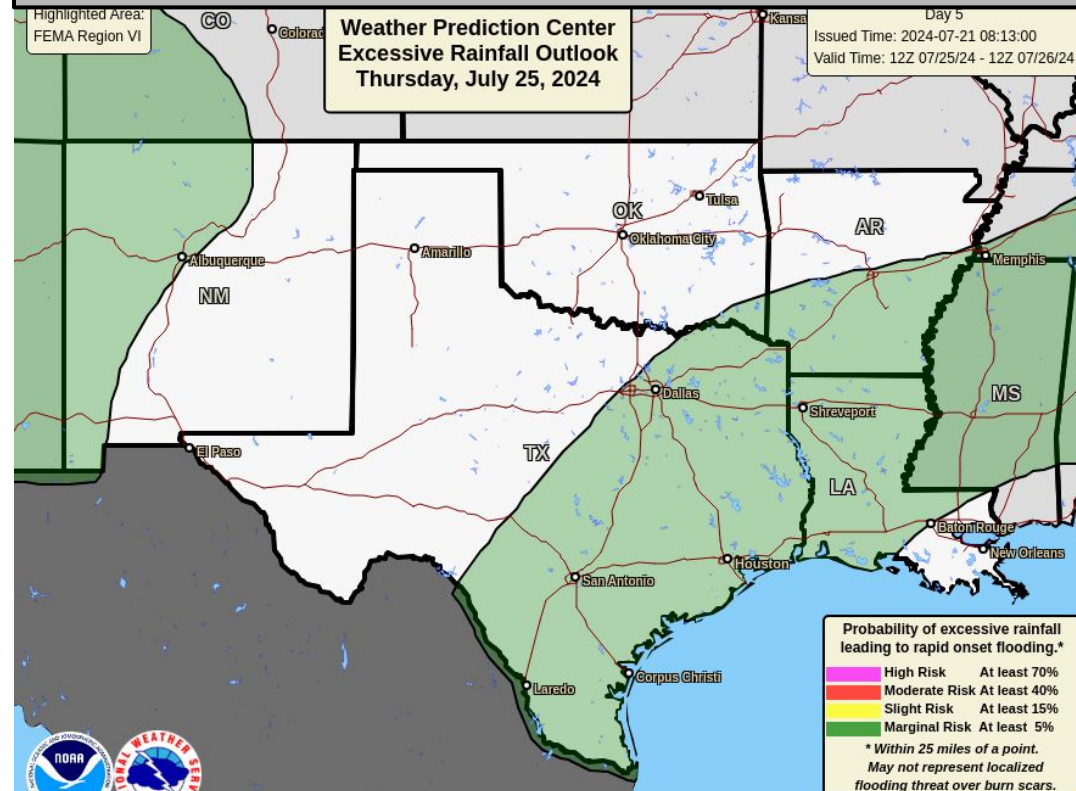 Highlighted Area:
FEMA Region VI
Weather Prediction Center
Excessive Rainfall Outlook
Thursday, July 25, 2024
Day 5
Issued Time: 2024-07-21 08:13:00
Valid Time: 12Z 07/25/24 - 12Z 07/26/24
CO
Colorad
Kansa
Tulsa
OK
Oklahoma City
AR
Amarillo
Albuquerque
Memphis
NM
Dallas
MS
Shreveport
El Paso
TX
LA
Baton Rouge
New Orleans
Houston
San Antonio
Corpus Christi
Laredo
Probability of excessive rainfall
leading to rapid onset flooding.*
High Risk At least 70%
Moderate Risk At least 40%
Slight Risk At least 15%
Marginal Risk At least 5%
* Within 25 miles of a point.
May not represent localized
flooding threat over burn scars.
NOAA
ONAL WEATHER SERV